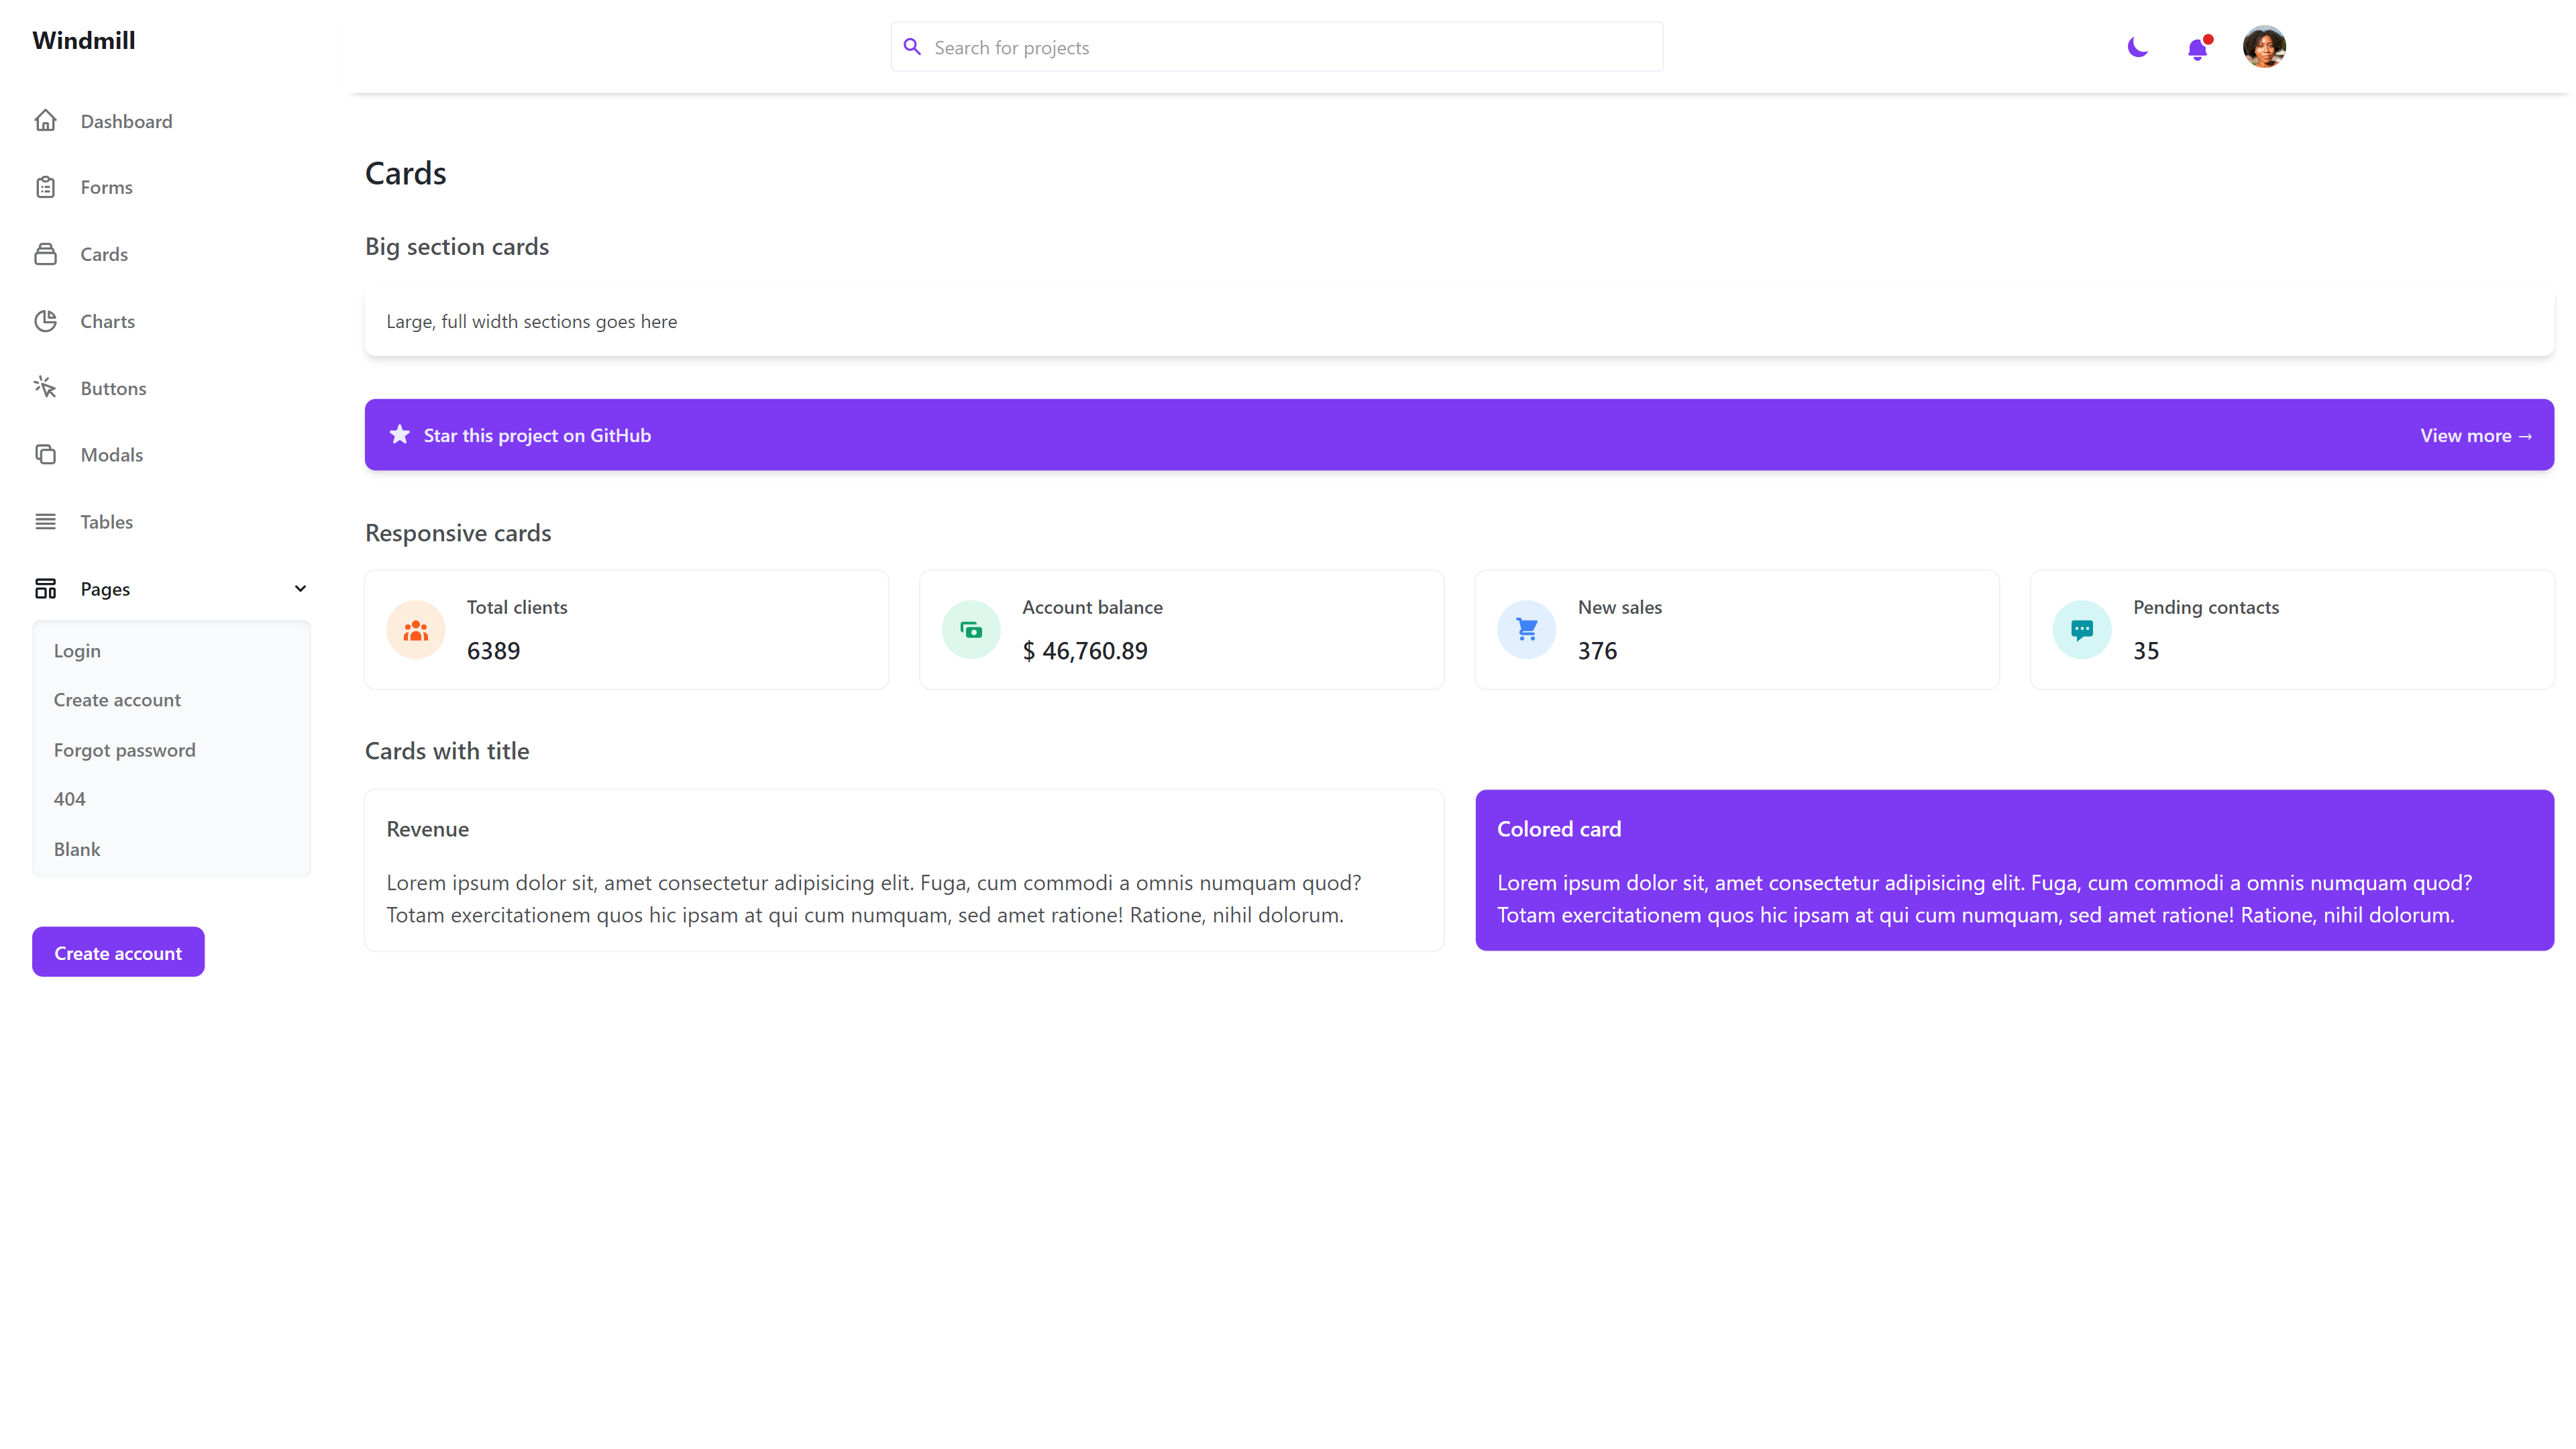 Windmill
Search for projects
Dashboard
Forms
Cards
Charts
Buttons
Modals
Tables
Pages
Login
Create account
Forgot password
404
Blank
Create account
Cards
Big section cards
Large, full width sections goes here
Star this project on GitHub
View more →
Responsive cards
Total clients
6389
Account balance
$ 46,760.89
New sales
376
Pending contacts
35
Cards with title
Revenue
Lorem ipsum dolor sit, amet consectetur adipisicing elit. Fuga, cum commodi a omnis numquam quod?
Totam exercitationem quos hic ipsam at qui cum numquam, sed amet ratione! Ratione, nihil dolorum.
Colored card
Lorem ipsum dolor sit, amet consectetur adipisicing elit. Fuga, cum commodi a omnis numquam quod?
Totam exercitationem quos hic ipsam at qui cum numquam, sed amet ratione! Ratione, nihil dolorum.